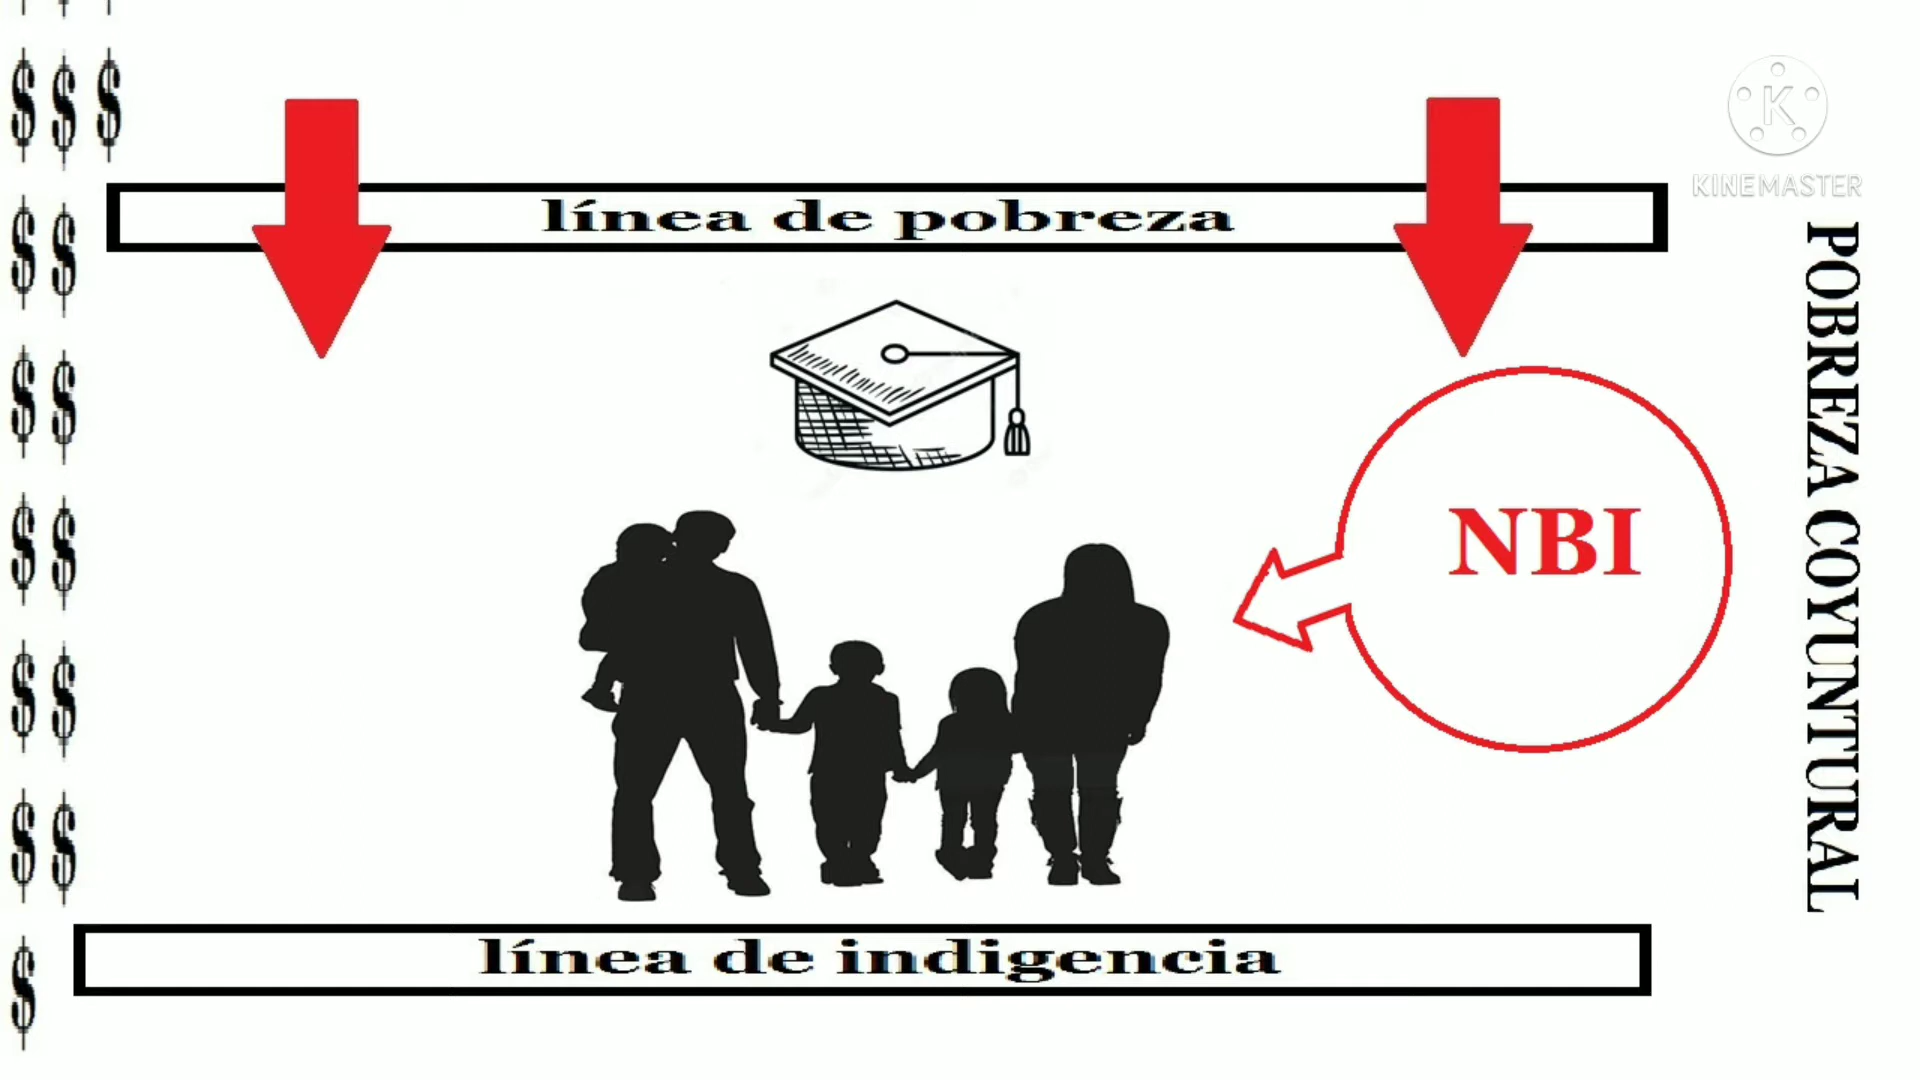 $ $ $
K
KINEMASTER
línea de pobreza
$ $
$ $
NBI
POBREZA COYUNTURAL
$ $
$ $
$ $
línea de indigencia
$